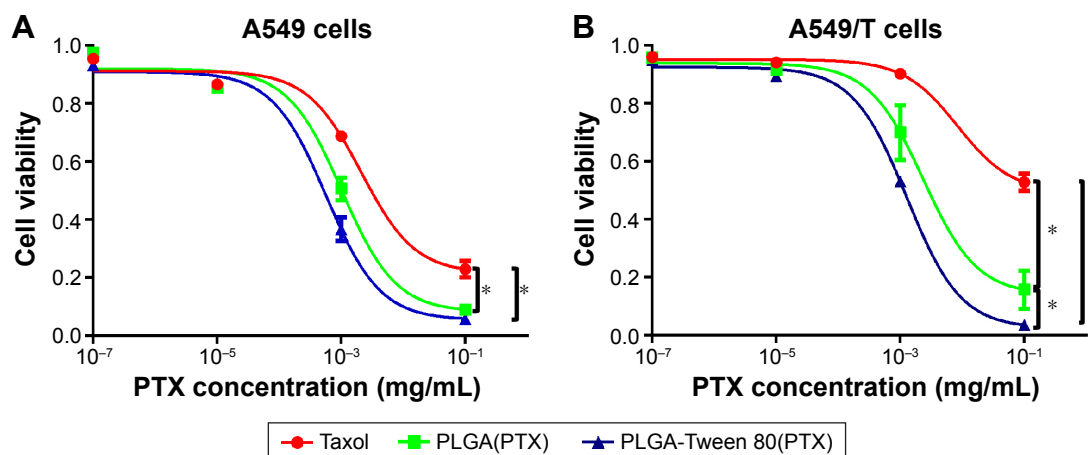 A
A549 cells
Cell viability
1.0
0.8
0.6
0.4
0.2
0.0
10⁻⁷
10⁻⁵
10⁻³
10⁻¹
PTX concentration (mg/mL)
*
*
B
A549/T cells
Cell viability
1.0
0.8
0.6
0.4
0.2
0.0
10⁻⁷
10⁻⁵
10⁻³
10⁻¹
PTX concentration (mg/mL)
*
*
Taxol PLGA(PTX) PLGA-Tween 80(PTX)